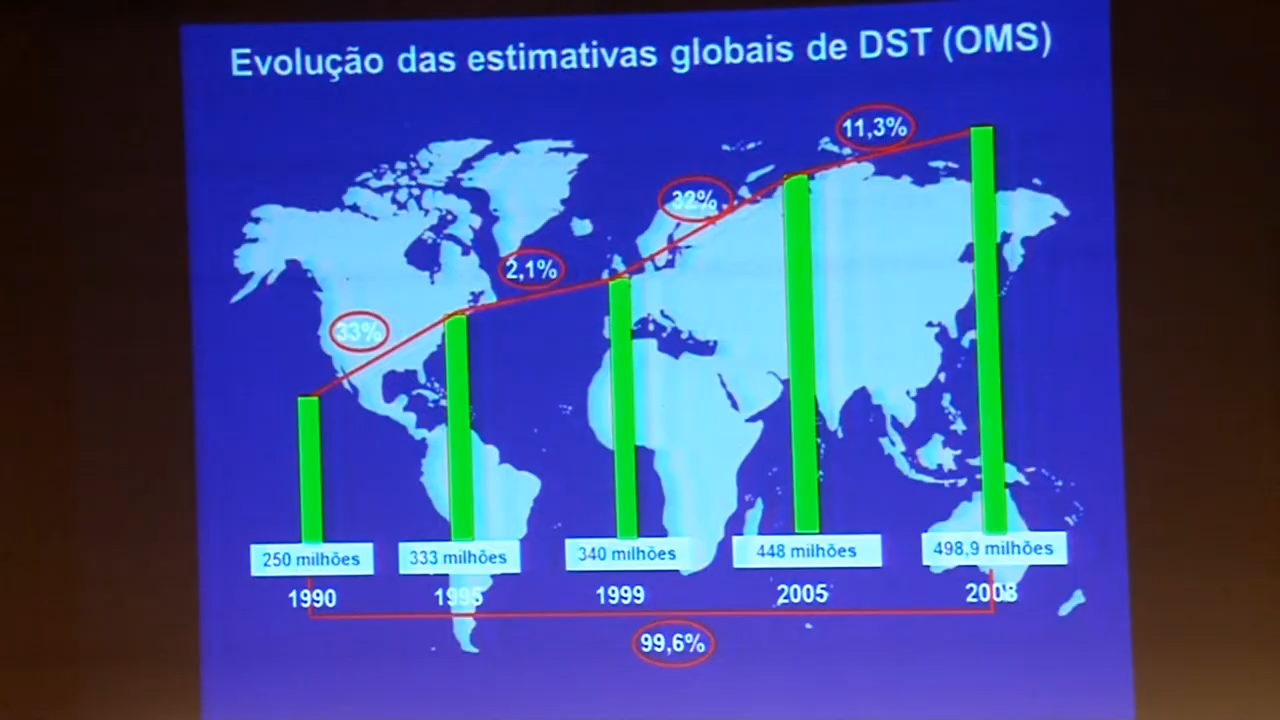 Evolução das estimativas globais de DST (OMS)
11,3%
32%
2,1%
33%
250 milhões
333 milhões
340 milhões
448 milhões
498,9 milhões
1990
1995
1999
2005
2008
99,6%